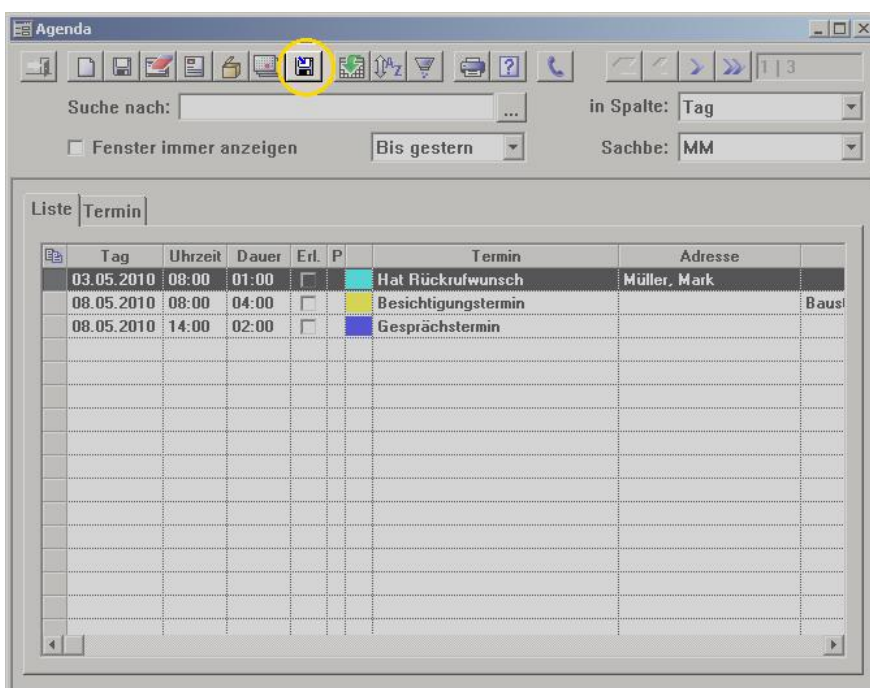 Agenda
1 | 3
Suche nach: ... in Spalte: Tag
Fenster immer anzeigen Bis gestern Sachbe: MM
Liste Termin
Tag Uhrzeit Dauer Erl. P Termin Adresse
03.05.2010 08:00 01:00 Hat Rückrufwunsch Müller, Mark
08.05.2010 08:00 04:00 Besichtigungstermin
08.05.2010 14:00 02:00 Gesprächstermin